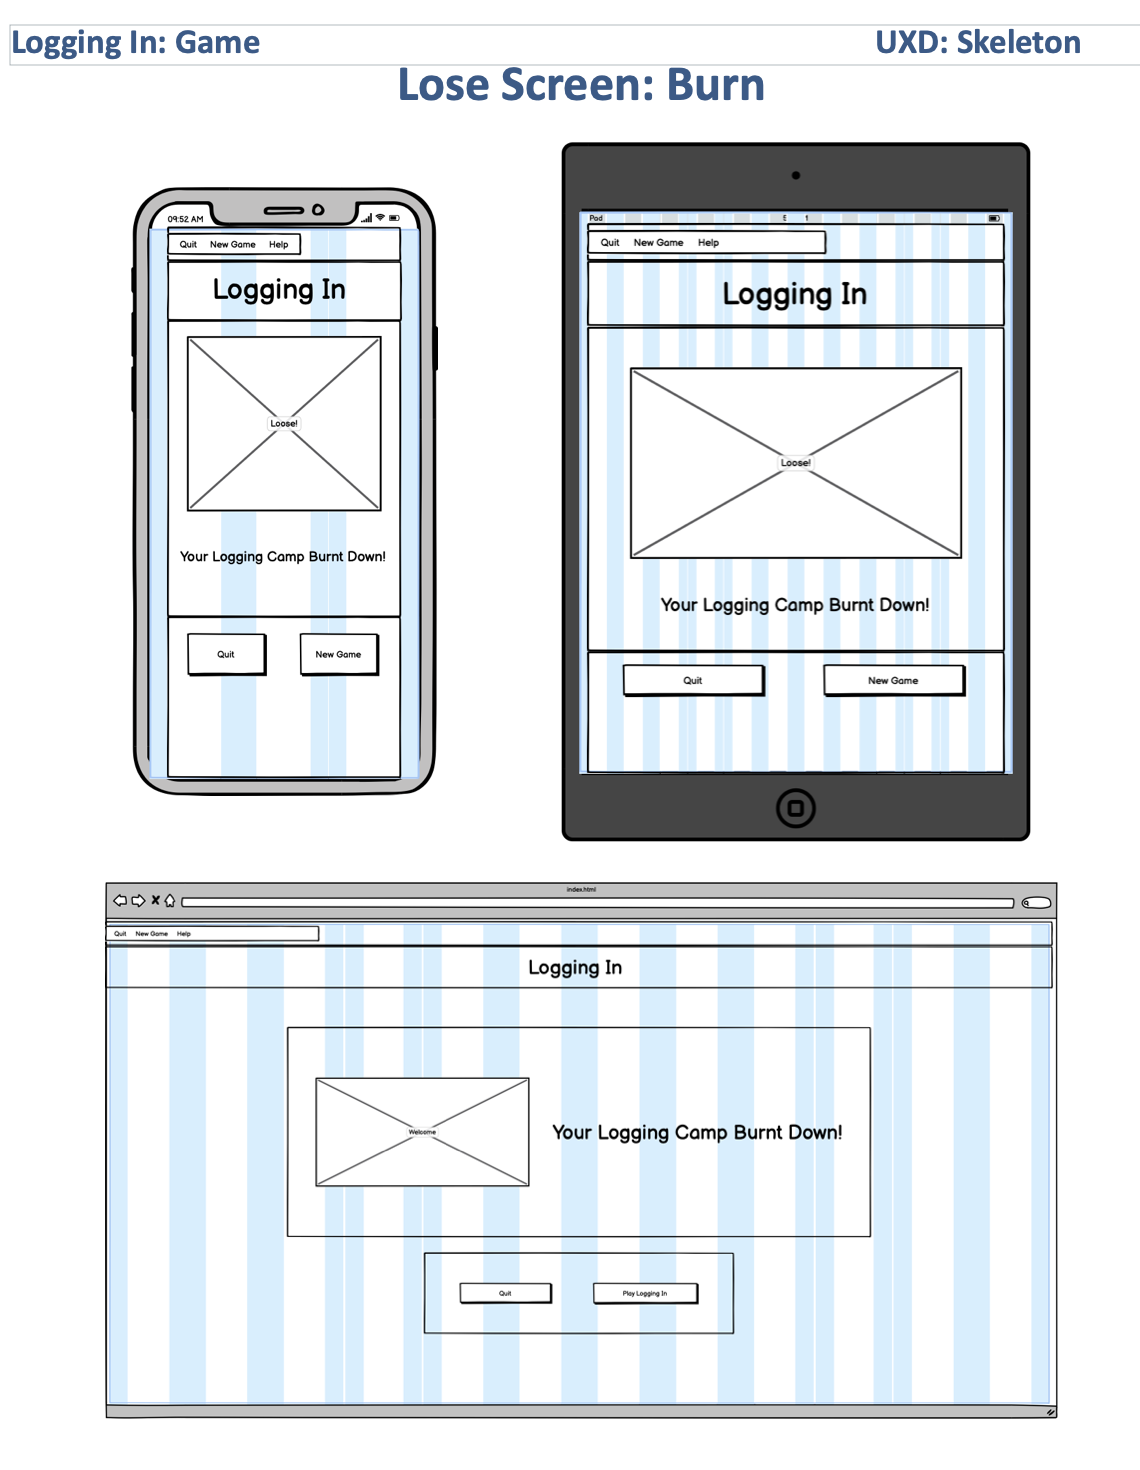 Logging In: Game UXD: Skeleton
Lose Screen: Burn
09:52 AM
Quit New Game Help
Logging In
Loose!
Your Logging Camp Burnt Down!
Quit New Game
Pad 5 1
Quit New Game Help
Logging In
Loose!
Your Logging Camp Burnt Down!
Quit New Game
index.html
Quit New Game Help
Logging In
Welcome
Your Logging Camp Burnt Down!
Quit Play Logging In